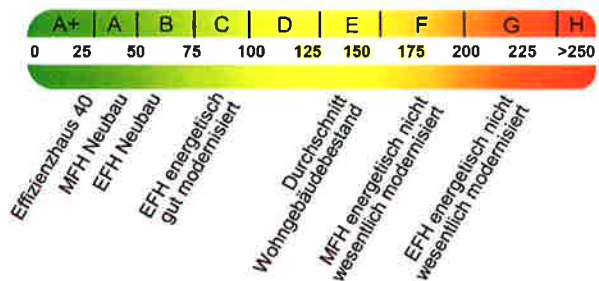 A+ A B C D E F G H
0 25 50 75 100 125 150 175 200 225 >250
Effizienzhaus 40
MFH Neubau
EFH Neubau
EFH energetisch
gut modernisiert
Durchschnitt
Wohngebäudebestand
MFH energetisch nicht
wesentlich modernisiert
EFH energetisch nicht
wesentlich modernisiert